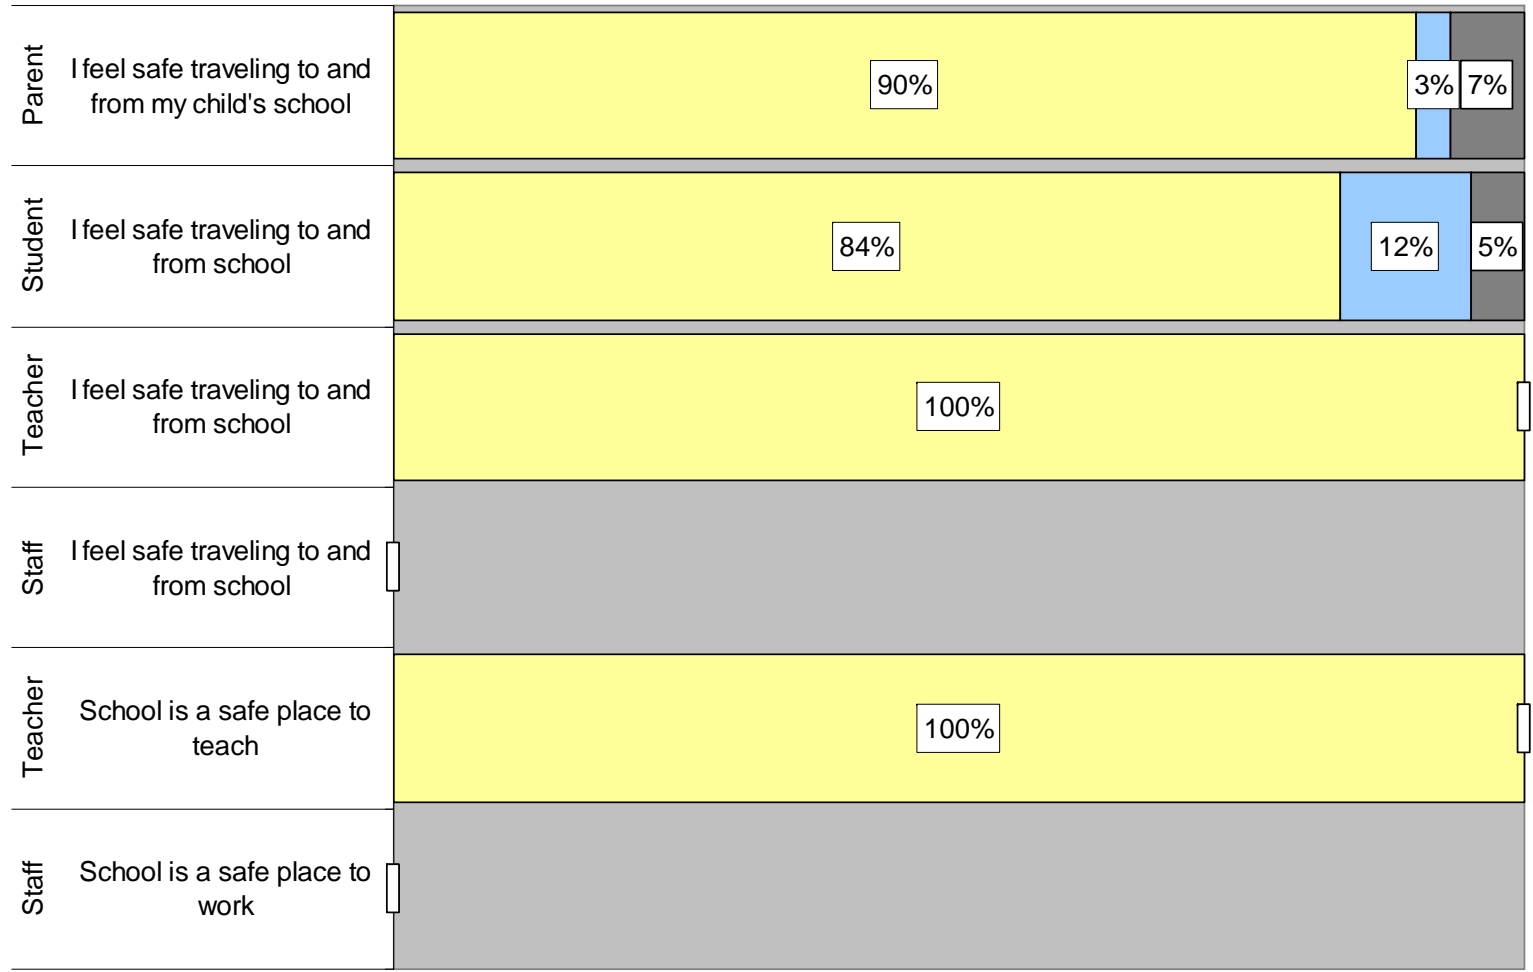 Parent
I feel safe traveling to and
from my child's school
90%
3%
7%
Student
I feel safe traveling to and
from school
84%
12%
5%
Teacher
I feel safe traveling to and
from school
100%
Staff
I feel safe traveling to and
from school
Teacher
School is a safe place to
teach
100%
Staff
School is a safe place to
work